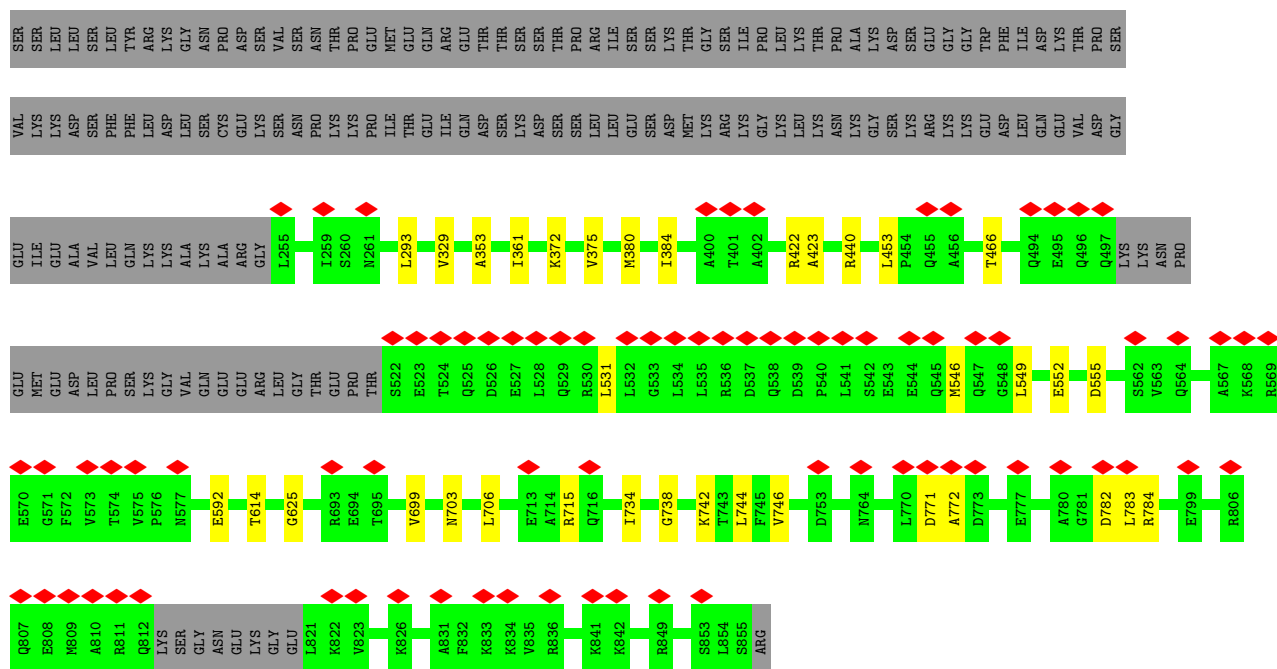 SER SER LEU LEU SER LEU TYR ARG LYS GLY ASN PRO ASP SER VAL SER ASN THR PRO GLU MET GLU GLN ARG GLU THR THR SER SER THR PRO ARG ILE SER SER LYS THR GLY SER ILE PRO LEU LYS THR PRO ALA LYS ASP SER GLU GLY GLY TRP PHE ILE ASP LYS THR PRO SER
VAL LYS LYS ASP SER PHE PHE LEU ASP LEU SER CYS GLU LYS SER ASN PRO LYS LYS PRO ILE THR GLU ILE GLN ASP SER LYS ASP SER SER LEU LEU GLU SER ASP MET LYS ARG LYS GLY LYS LEU LYS ASN LYS GLY SER LYS ARG LYS LYS GLU ASP LEU GLN GLU VAL ASP GLY
GLU ILE GLU ALA VAL LEU GLN LYS LYS ALA LYS ALA ARG GLY L255 I259 S260 N261 L293 V329 A353 I361 K372 V375 M380 I384 A400 T401 A402 R422 A423 R440 L453 P454 Q455 A456 T466 Q494 E495 Q496 Q497 LYS LYS ASN PRO
GLU MET GLU ASP LEU PRO SER LYS GLY VAL GLN GLU GLU ARG LEU GLY THR GLU PRO THR S522 E523 T524 Q525 D526 E527 L528 Q529 R530 L531 L532 G533 L534 L535 R536 D537 Q538 D539 P540 L541 S542 E543 E544 Q545 M546 Q547 G548 L549 E552 D555 S562 V563 Q564 A567 K568 R569
E570 G571 F572 V573 T574 V575 P576 N577 E592 T614 G625 R693 E694 T695 V699 N703 L706 E713 A714 R715 Q716 I734 G738 K742 T743 L744 F745 V746 D753 N764 L770 D771 A772 D773 E777 A780 G781 D782 L783 R784 E799 R806
Q807 E808 M809 A810 R811 Q812 LYS SER GLY ASN GLU LYS GLY GLU L821 K822 V823 K826 A831 F832 K833 K834 V835 R836 K841 K842 R849 S853 L854 S855 ARG